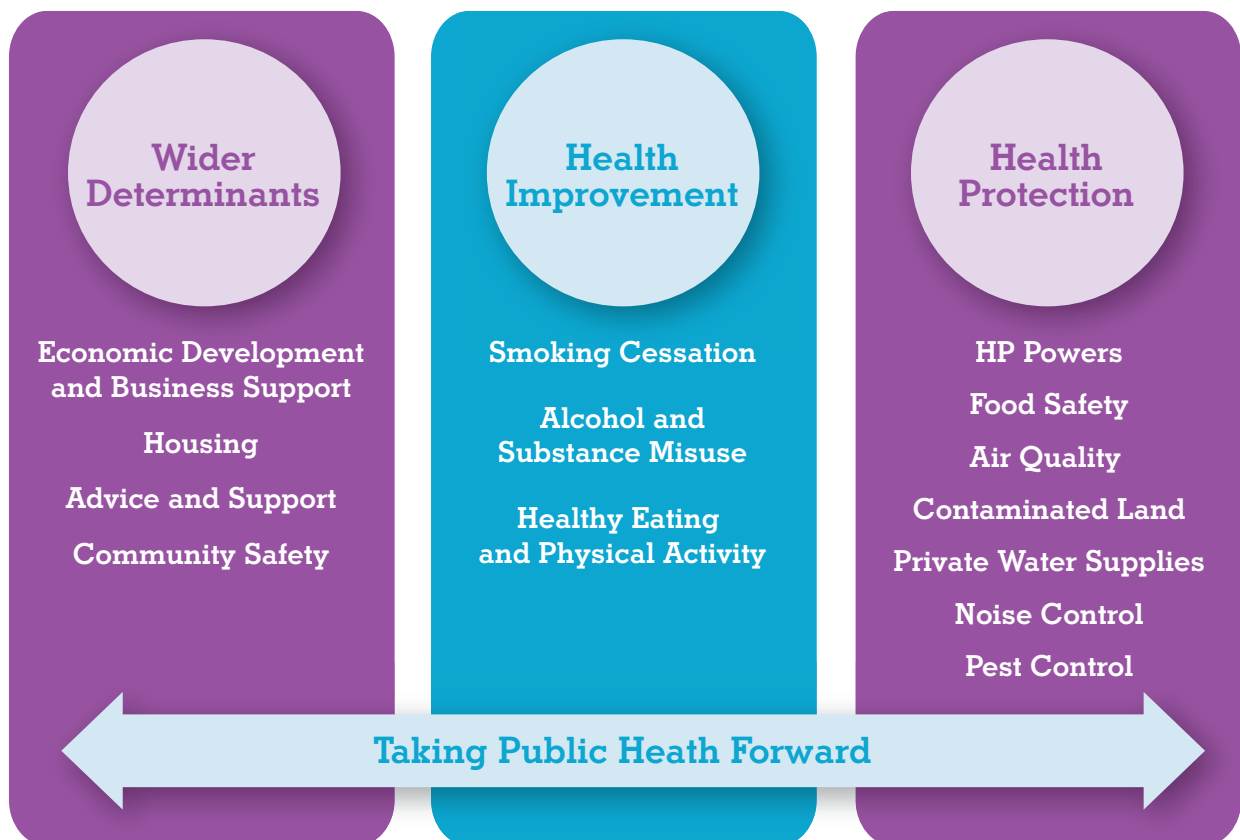 Wider
Determinants
Economic Development
and Business Support
Housing
Advice and Support
Community Safety
Health
Improvement
Smoking Cessation
Alcohol and
Substance Misuse
Healthy Eating
and Physical Activity
Health
Protection
HP Powers
Food Safety
Air Quality
Contaminated Land
Private Water Supplies
Noise Control
Pest Control
Taking Public Heath Forward